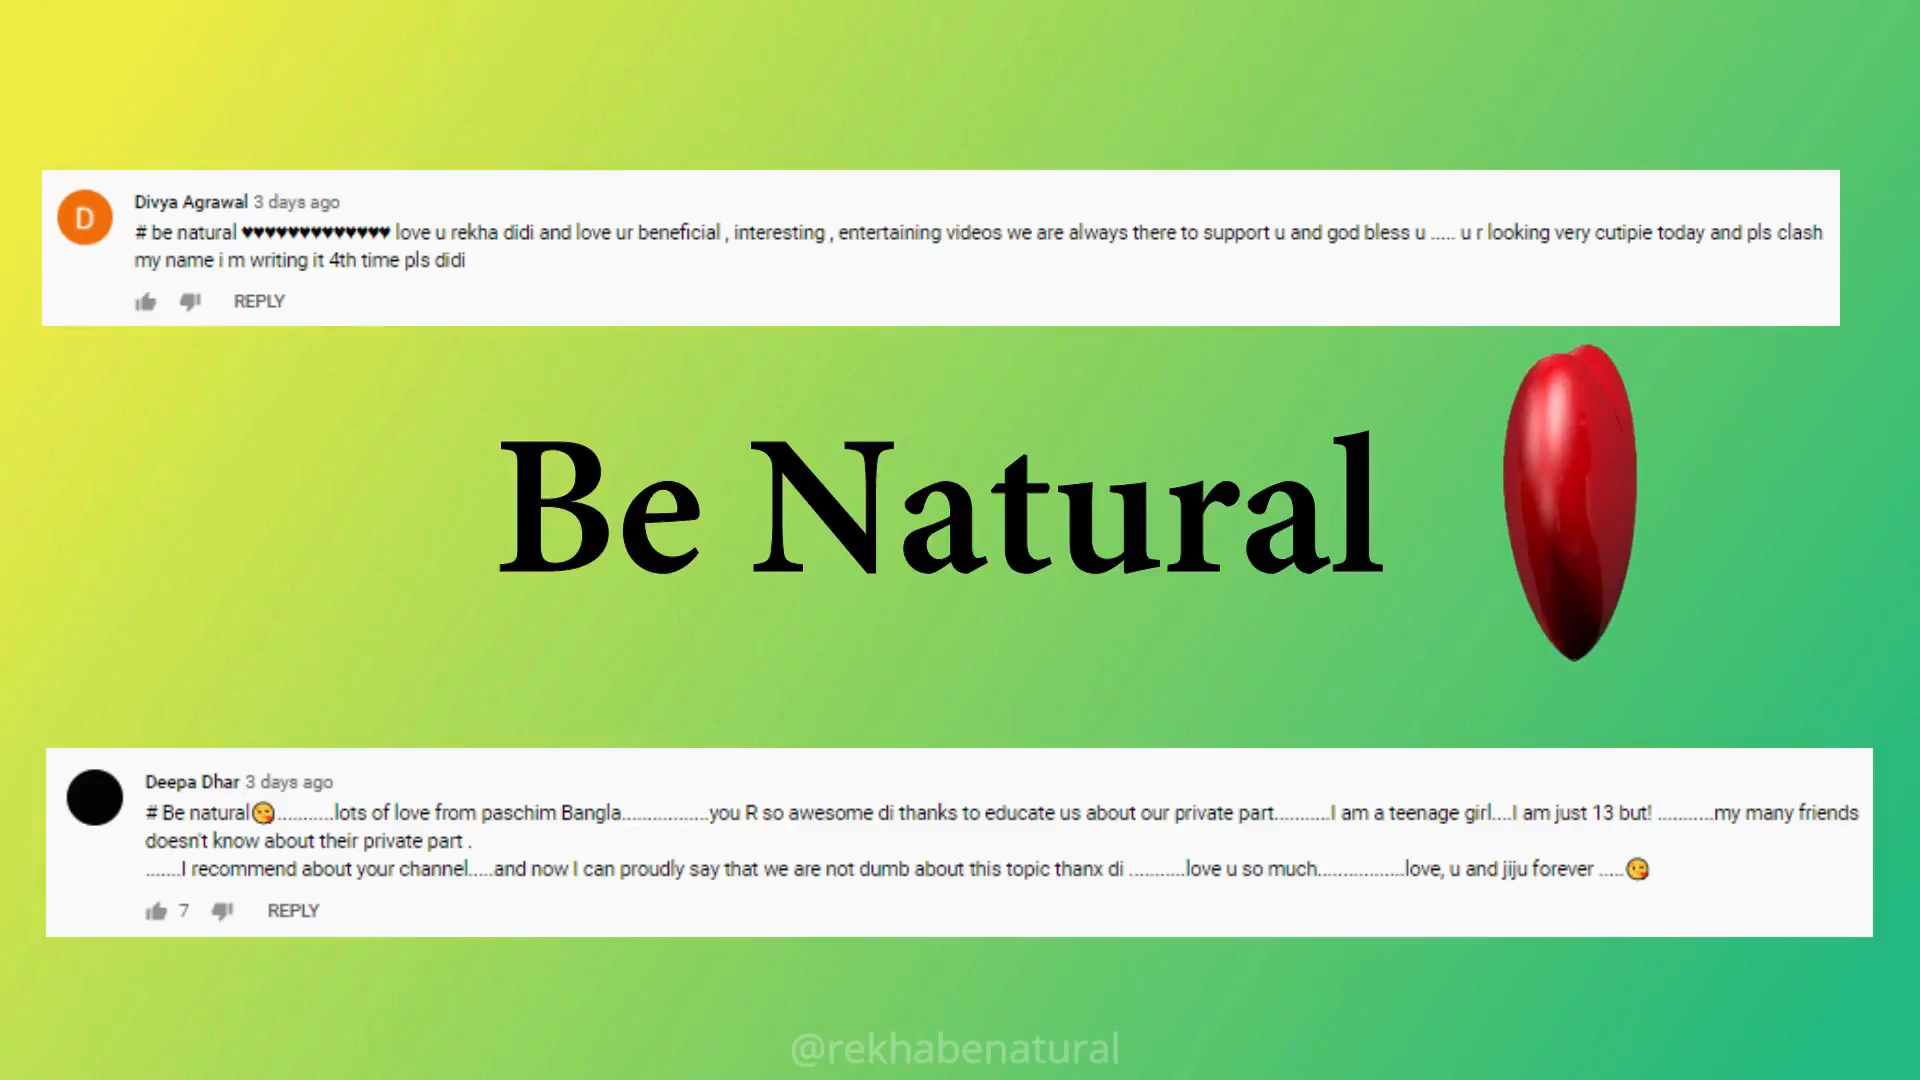 D
Divya Agrawal 3 days ago
# be natural ♥♥♥♥♥♥♥♥♥♥♥♥♥ love u rekha didi and love ur beneficial , interesting , entertaining videos we are always there to support u and god bless u ..... u r looking very cutipie today and pls clash
my name i m writing it 4th time pls didi
REPLY
Be Natural
Deepa Dhar 3 days ago
# Be natural😘...........lots of love from paschim Bangla.................you R so awesome di thanks to educate us about our private part...........I am a teenage girl....I am just 13 but! ...........my many friends
doesn't know about their private part .
.......I recommend about your channel.....and now I can proudly say that we are not dumb about this topic thanx di ...........love u so much.................love, u and jiju forever .....😘
7 REPLY
@rekhabenatural